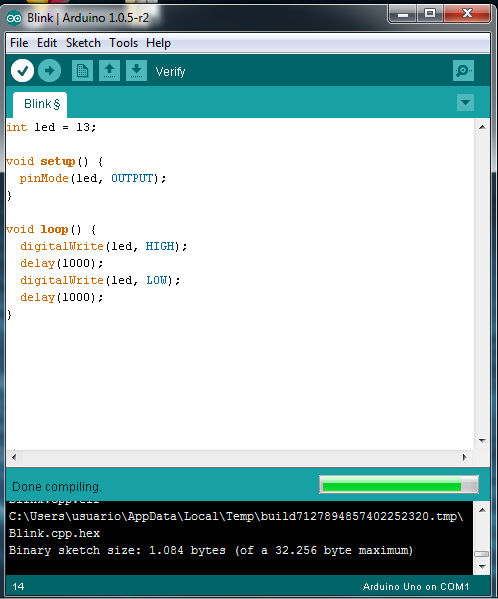 Blink | Arduino 1.0.5-r2
File Edit Sketch Tools Help
Verify
Blink §
int led = 13;
void setup() {
  pinMode(led, OUTPUT);
}
void loop() {
  digitalWrite(led, HIGH);
  delay(1000);
  digitalWrite(led, LOW);
  delay(1000);
}
Done compiling.
C:\Users\usuario\AppData\Local\Temp\build7127894857402252320.tmp\
Blink.cpp.hex
Binary sketch size: 1.084 bytes (of a 32.256 byte maximum)
14 Arduino Uno on COM1